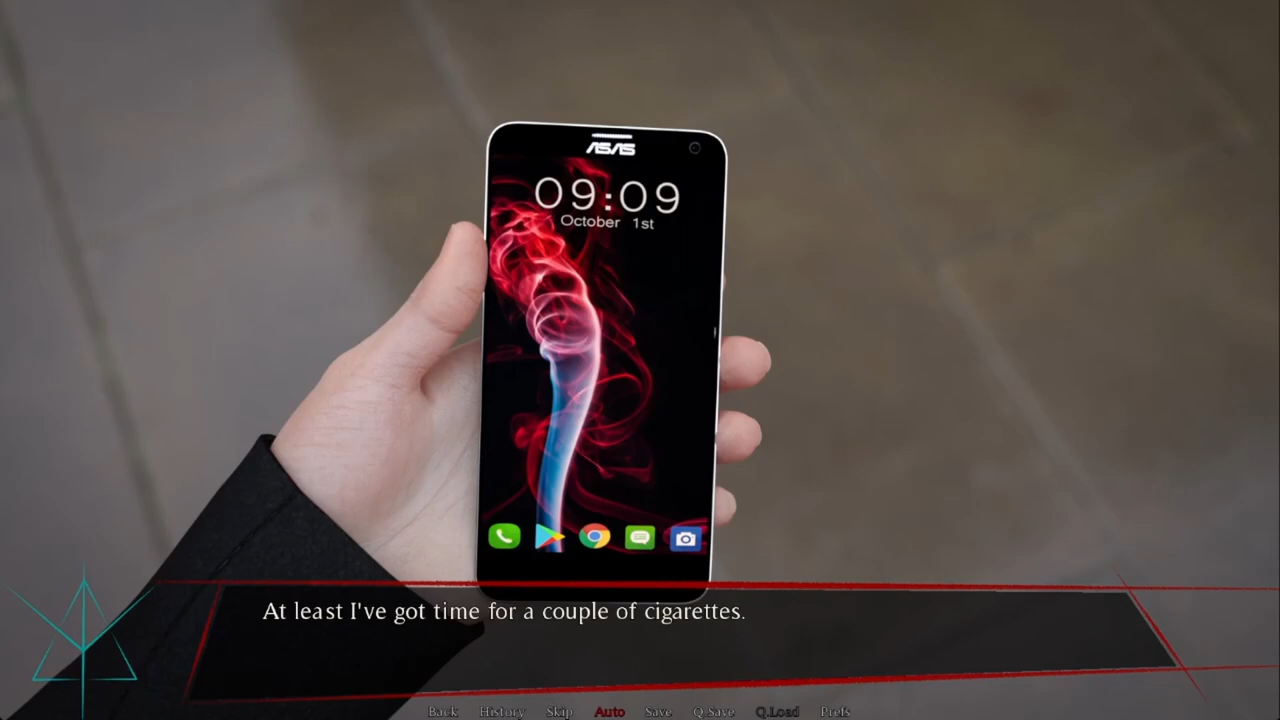 ASAS
09:09
October 1st
At least I've got time for a couple of cigarettes.
Back History Skip Auto Save Q.Save Q.Load Prefs